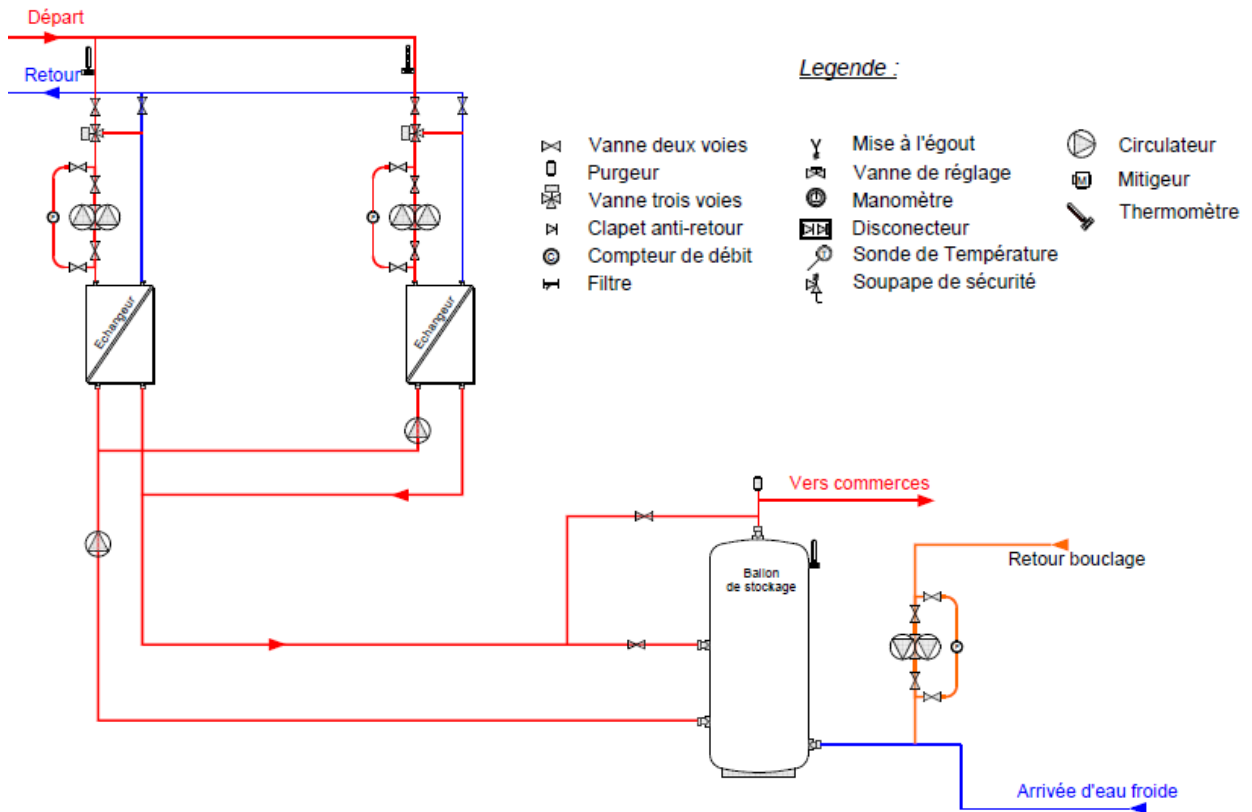 Départ
Retour
Legende :
Vanne deux voies
Purgeur
Vanne trois voies
Clapet anti-retour
C
Compteur de débit
Filtre
Mise à l'égout
Vanne de réglage
Manomètre
Disconecteur
Sonde de Température
Soupape de sécurité
Circulateur
M
Mitigeur
Thermomètre
Echangeur
Echangeur
Vers commerces
Ballon
de stockage
Retour bouclage
Arrivée d'eau froide